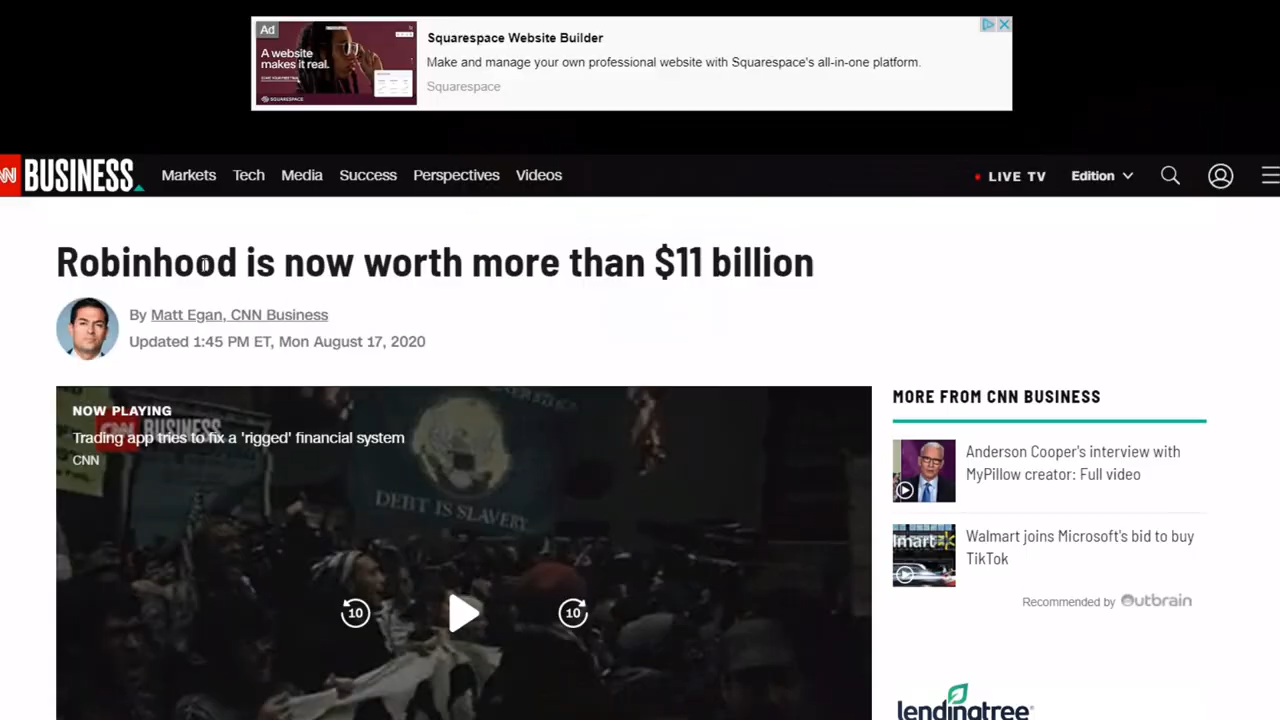 Ad
A website
makes it real.
SQUARESPACE
Squarespace Website Builder
Make and manage your own professional website with Squarespace's all-in-one platform.
Squarespace
CNN BUSINESS
Markets Tech Media Success Perspectives Videos
LIVE TV Edition
Robinhood is now worth more than $11 billion
By Matt Egan, CNN Business
Updated 1:45 PM ET, Mon August 17, 2020
NOW PLAYING
CNN BUSINESS
Trading app tries to fix a 'rigged' financial system
CNN
DEBT IS SLAVERY
10
10
MORE FROM CNN BUSINESS
Anderson Cooper's interview with
MyPillow creator: Full video
Walmart joins Microsoft's bid to buy
TikTok
Recommended by Outbrain
lendingtree